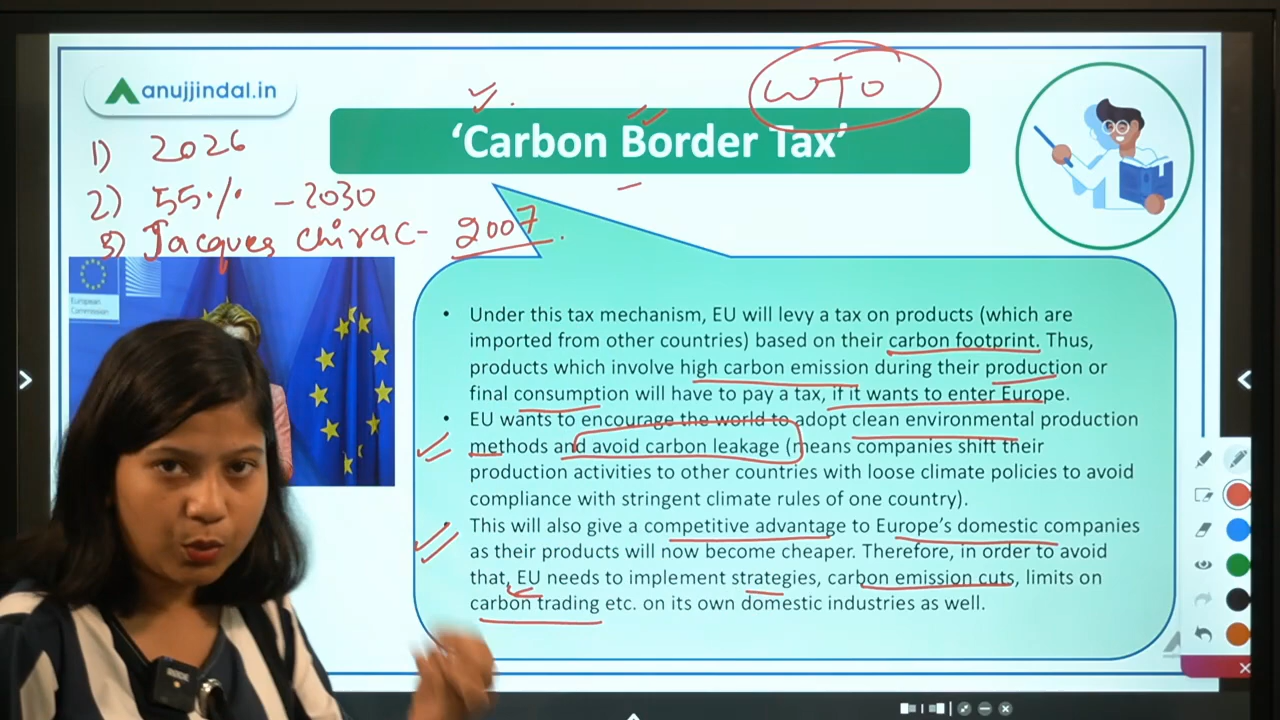 anujjindal.in
WTO
'Carbon Border Tax'
1) 2026
2) 55% - 2030
3) Jacques Chirac - 2007
European
Commission
• Under this tax mechanism, EU will levy a tax on products (which are
imported from other countries) based on their carbon footprint. Thus,
products which involve high carbon emission during their production or
final consumption will have to pay a tax, if it wants to enter Europe.
• EU wants to encourage the world to adopt clean environmental production
methods and avoid carbon leakage (means companies shift their
production activities to other countries with loose climate policies to avoid
compliance with stringent climate rules of one country).
• This will also give a competitive advantage to Europe's domestic companies
as their products will now become cheaper. Therefore, in order to avoid
that, EU needs to implement strategies, carbon emission cuts, limits on
carbon trading etc. on its own domestic industries as well.